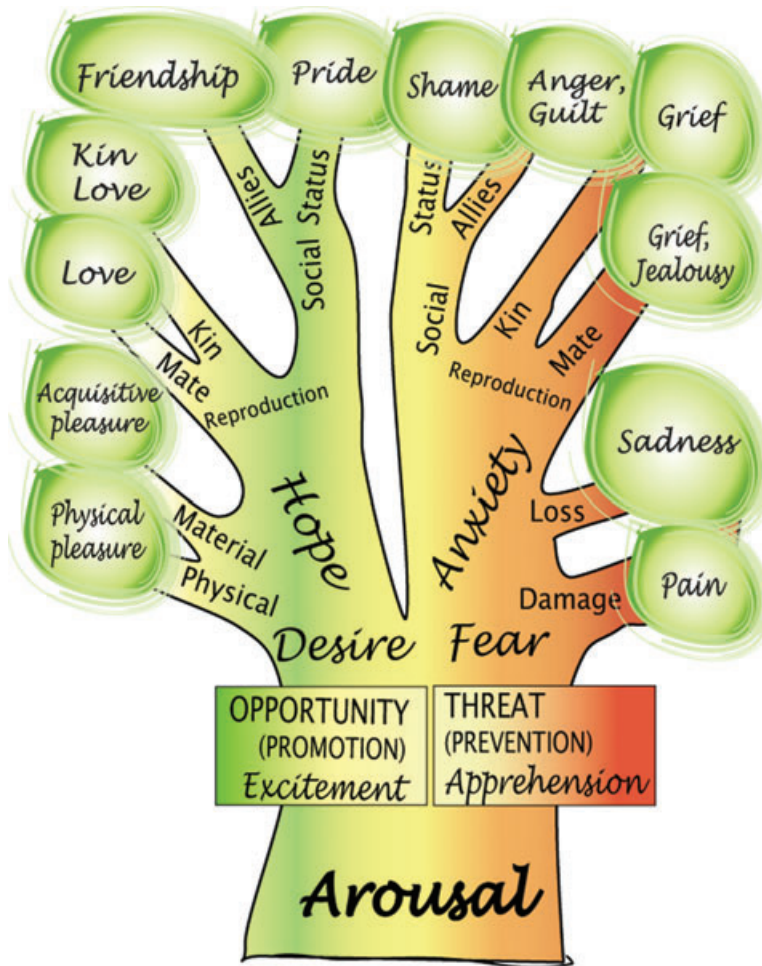 Friendship
Pride
Shame
Anger,
Guilt
Grief
Kin
Love
Love
Grief,
Jealousy
Acquisitive
pleasure
Physical
pleasure
Sadness
Pain
Allies
Status
Social
Status
Allies
Social
Kin
Mate
Reproduction
Kin
Mate
Reproduction
Material
Physical
Hope
Anxiety
Loss
Damage
Desire
Fear
OPPORTUNITY
(PROMOTION)
Excitement
THREAT
(PREVENTION)
Apprehension
Arousal